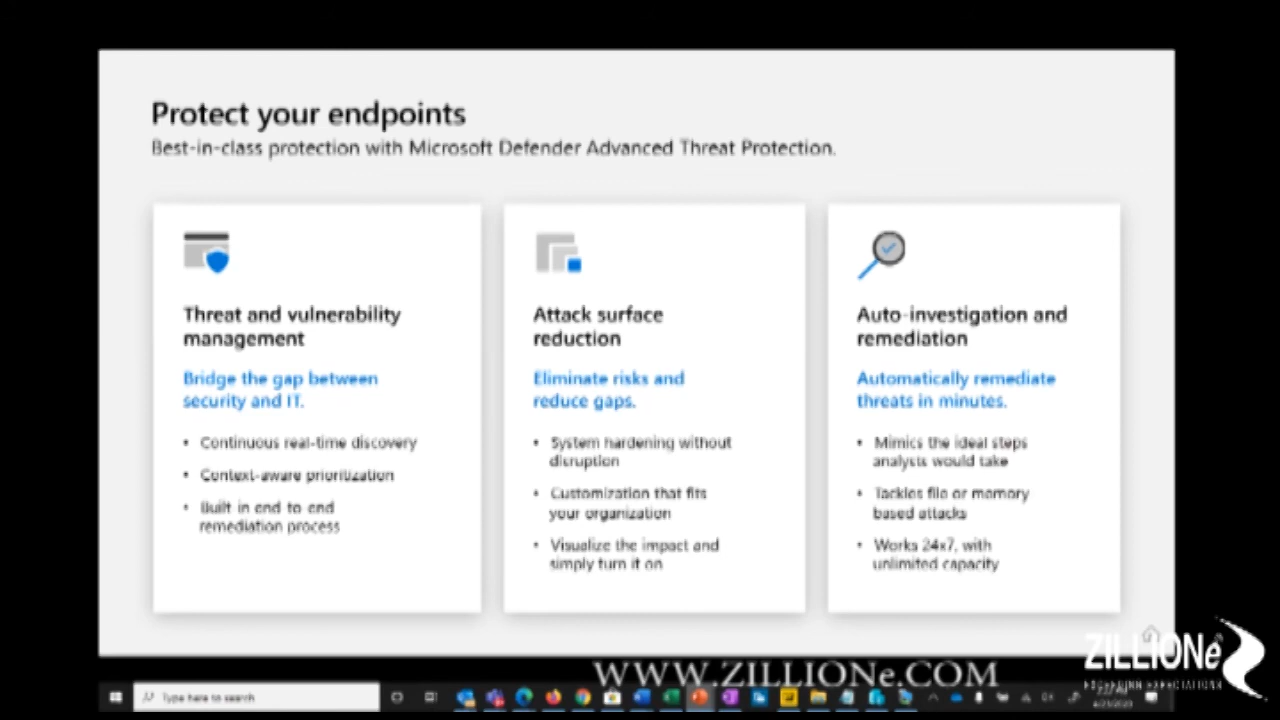 Protect your endpoints
Best-in-class protection with Microsoft Defender Advanced Threat Protection.
Threat and vulnerability
management
Bridge the gap between
security and IT.
• Continuous real-time discovery
• Context-aware prioritization
• Built in end to end
remediation process
Attack surface
reduction
Eliminate risks and
reduce gaps.
• System hardening without
disruption
• Customization that fits
your organization
• Visualize the impact and
simply turn it on
Auto-investigation and
remediation
Automatically remediate
threats in minutes.
• Mimics the ideal steps
analysts would take
• Tackles file or memory
based attacks
• Works 24x7, with
unlimited capacity
ZILLIONe
EXCEEDING EXPECTATIONS
WWW.ZILLIONe.COM
Type here to search